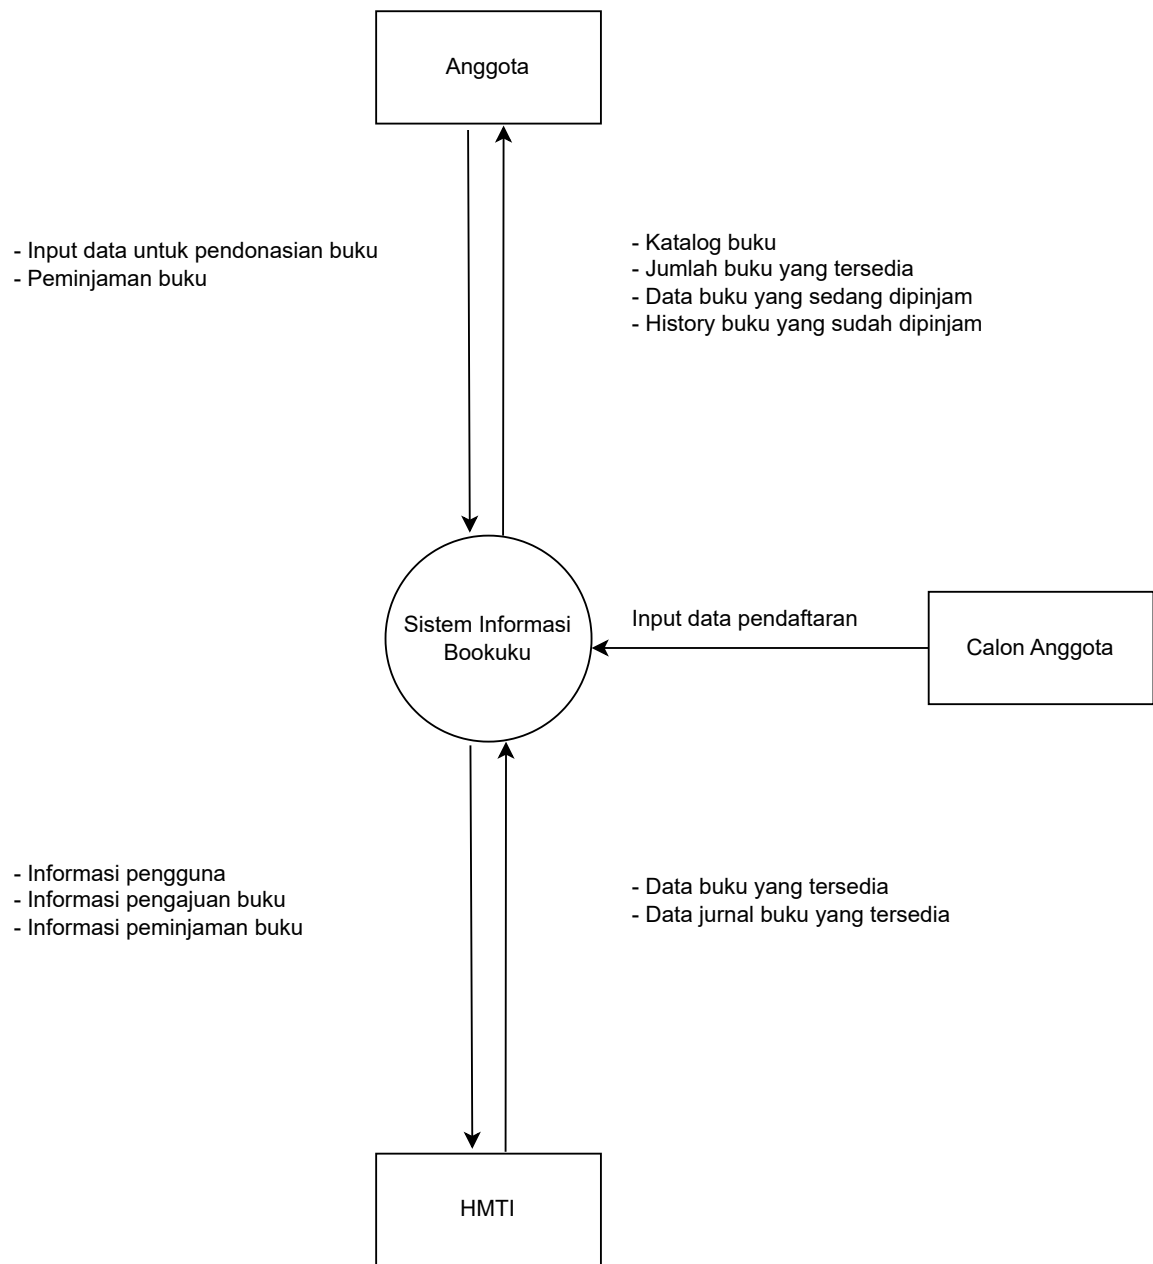 Anggota
- Input data untuk pendonasian buku
- Peminjaman buku
- Katalog buku
- Jumlah buku yang tersedia
- Data buku yang sedang dipinjam
- History buku yang sudah dipinjam
Sistem Informasi
Bookuku
Input data pendaftaran
Calon Anggota
- Informasi pengguna
- Informasi pengajuan buku
- Informasi peminjaman buku
- Data buku yang tersedia
- Data jurnal buku yang tersedia
HMTI